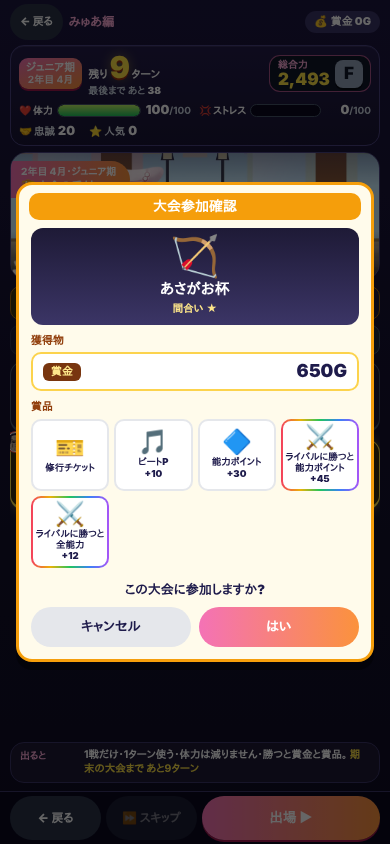 ← 戻る
みゅあ編
💰 賞金 0G
ジュニア期
2年目 4月
残り9ターン
最後まで あと 38
総合力
2,493 F
❤️ 体力 100/100
💢 ストレス 0/100
🤝 忠誠 20
⭐ 人気 0
2年目 4月・ジュニア期
大会参加確認
あさがお杯
間合い ★
獲得物
賞金 650G
賞品
修行チケット
ビートP
+10
能力ポイント
+30
ライバルに勝つと
能力ポイント
+45
ライバルに勝つと
全能力
+12
この大会に参加しますか?
キャンセル
はい
出ると
1戦だけ・1ターン使う・体力は減りません・勝つと賞金と賞品。期
末の大会まで あと9ターン
← 戻る
⏩ スキップ
出場 ▶